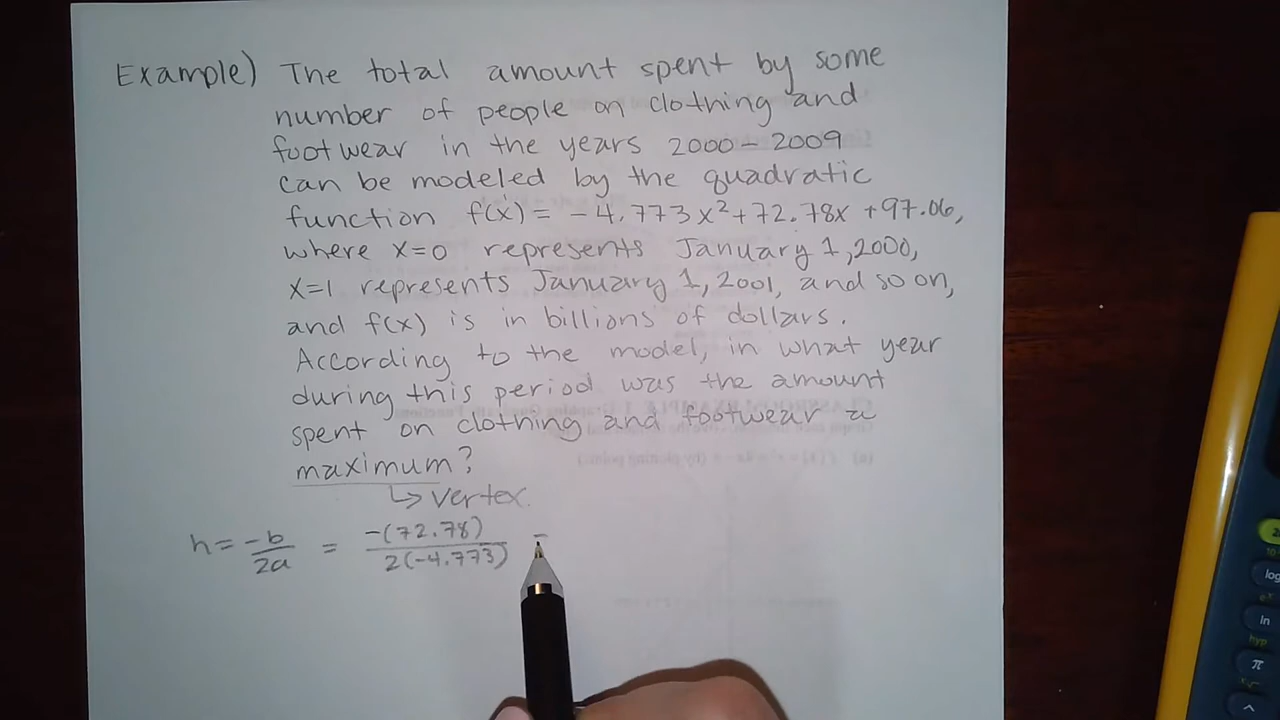 Example) The total amount spent by some
number of people on clothing and
footwear in the years 2000-2009
can be modeled by the quadratic
function f(x) = -4.773x²+72.78x +97.06,
where x=0 represents January 1, 2000,
x=1 represents January 1, 2001, and so on,
and f(x) is in billions of dollars.
According to the model, in what year
during this period was the amount
spent on clothing and footwear a
maximum?
↳ vertex.
h = -b/2a = -(72.78)/2(-4.773)
log
ln
hyp
π
^